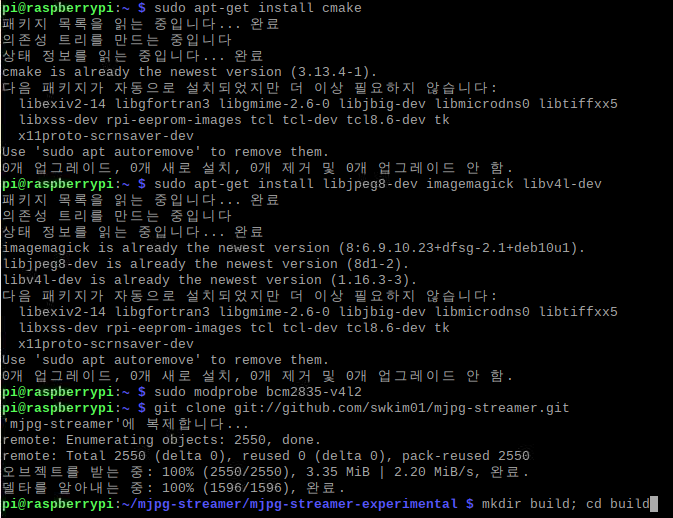 pi@raspberrypi:~ $ sudo apt-get install cmake
패키지 목록을 읽는 중입니다... 완료
의존성 트리를 만드는 중입니다
상태 정보를 읽는 중입니다... 완료
cmake is already the newest version (3.13.4-1).
다음 패키지가 자동으로 설치되었지만 더 이상 필요하지 않습니다:
  libexiv2-14 libgfortran3 libgmime-2.6-0 libjbig-dev libmicrodns0 libtiffxx5
  libxss-dev rpi-eeprom-images tcl tcl-dev tcl8.6-dev tk
  x11proto-scrnsaver-dev
Use 'sudo apt autoremove' to remove them.
0개 업그레이드, 0개 새로 설치, 0개 제거 및 0개 업그레이드 안 함.
pi@raspberrypi:~ $ sudo apt-get install libjpeg8-dev imagemagick libv4l-dev
패키지 목록을 읽는 중입니다... 완료
의존성 트리를 만드는 중입니다
상태 정보를 읽는 중입니다... 완료
imagemagick is already the newest version (8:6.9.10.23+dfsg-2.1+deb10u1).
libjpeg8-dev is already the newest version (8d1-2).
libv4l-dev is already the newest version (1.16.3-3).
다음 패키지가 자동으로 설치되었지만 더 이상 필요하지 않습니다:
  libexiv2-14 libgfortran3 libgmime-2.6-0 libjbig-dev libmicrodns0 libtiffxx5
  libxss-dev rpi-eeprom-images tcl tcl-dev tcl8.6-dev tk
  x11proto-scrnsaver-dev
Use 'sudo apt autoremove' to remove them.
0개 업그레이드, 0개 새로 설치, 0개 제거 및 0개 업그레이드 안 함.
pi@raspberrypi:~ $ sudo modprobe bcm2835-v4l2
pi@raspberrypi:~ $ git clone git://github.com/swkim01/mjpg-streamer.git
'mjpg-streamer'에 복제합니다...
remote: Enumerating objects: 2550, done.
remote: Total 2550 (delta 0), reused 0 (delta 0), pack-reused 2550
오브젝트를 받는 중: 100% (2550/2550), 3.35 MiB | 2.20 MiB/s, 완료.
델타를 알아내는 중: 100% (1596/1596), 완료.
pi@raspberrypi:~/mjpg-streamer/mjpg-streamer-experimental $ mkdir build; cd build